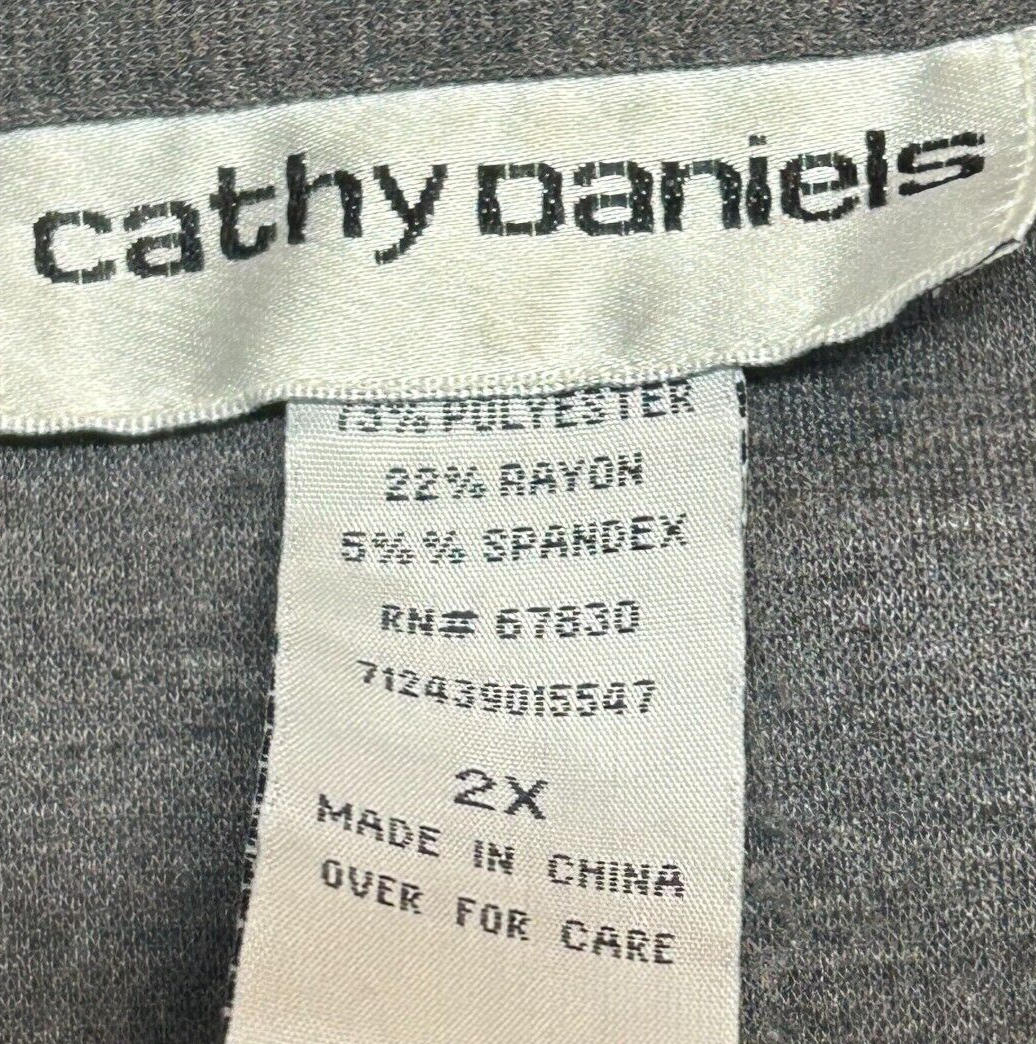 cathy Daniels
73% POLYESTER
22% RAYON
5%% SPANDEX
RN# 67830
712439015547
2X
MADE IN CHINA
OVER FOR CARE